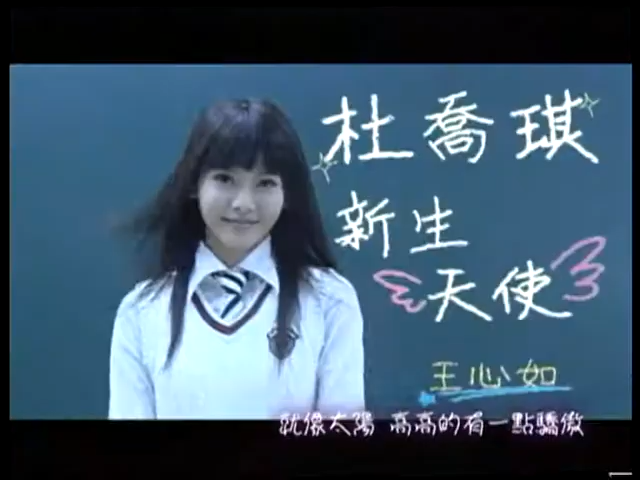 杜喬琪
新生
天使
王心如
就像太陽 高高的有一點驕傲